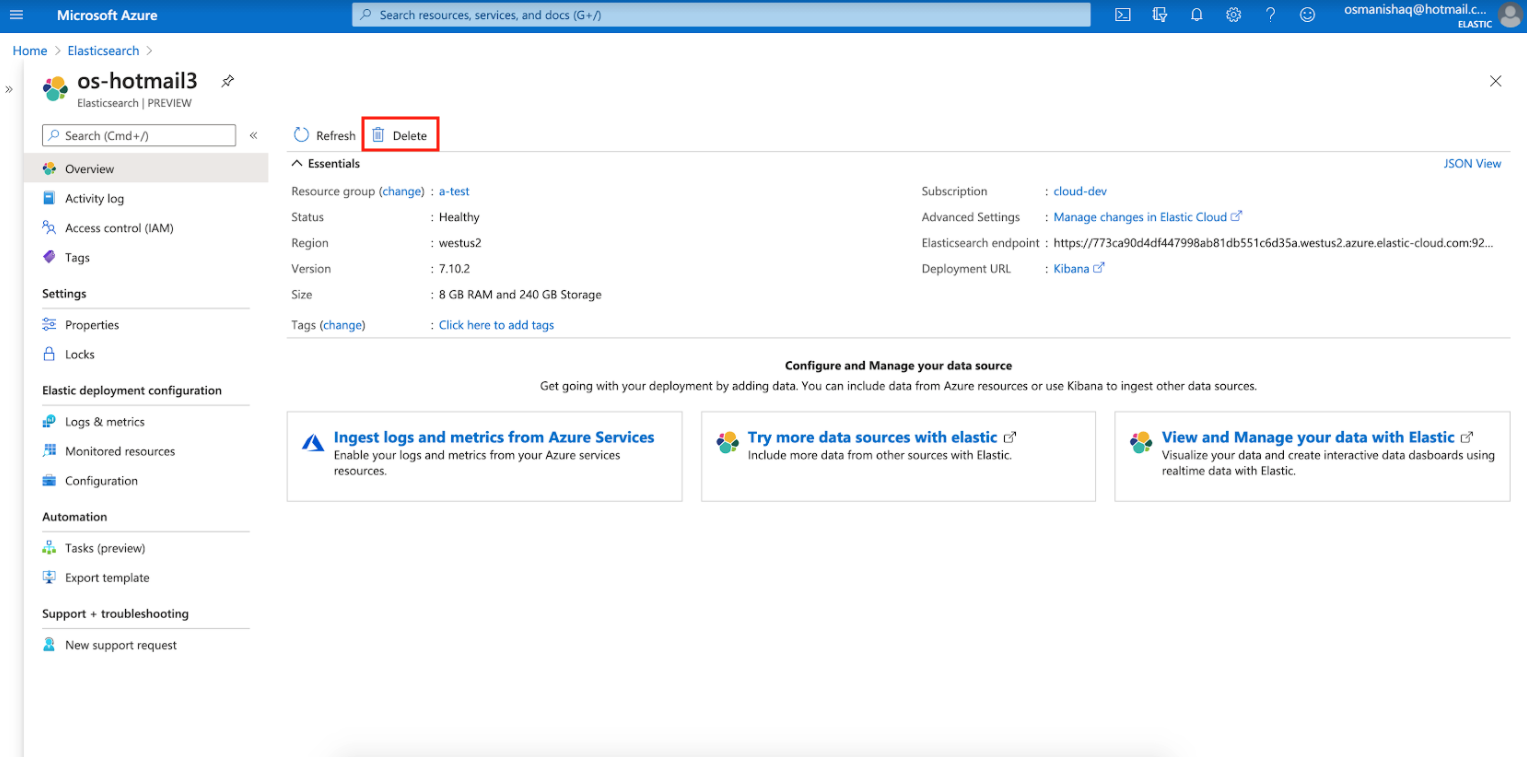 Microsoft Azure
Search resources, services, and docs (G+/)
osmanishaq@hotmail.c...
ELASTIC
Home > Elasticsearch >
os-hotmail3
Elasticsearch | PREVIEW
Search (Cmd+/)
Overview
Activity log
Access control (IAM)
Tags
Settings
Properties
Locks
Elastic deployment configuration
Logs & metrics
Monitored resources
Configuration
Automation
Tasks (preview)
Export template
Support + troubleshooting
New support request
Refresh Delete
Essentials
JSON View
Resource group (change) : a-test
Status : Healthy
Region : westus2
Version : 7.10.2
Size : 8 GB RAM and 240 GB Storage
Tags (change) : Click here to add tags
Subscription : cloud-dev
Advanced Settings : Manage changes in Elastic Cloud
Elasticsearch endpoint : https://773ca90d4df447998ab81db551c6d35a.westus2.azure.elastic-cloud.com:92...
Deployment URL : Kibana
Configure and Manage your data source
Get going with your deployment by adding data. You can include data from Azure resources or use Kibana to ingest other data sources.
Ingest logs and metrics from Azure Services
Enable your logs and metrics from your Azure services
resources.
Try more data sources with elastic
Include more data from other sources with Elastic.
View and Manage your data with Elastic
Visualize your data and create interactive data dasboards using
realtime data with Elastic.